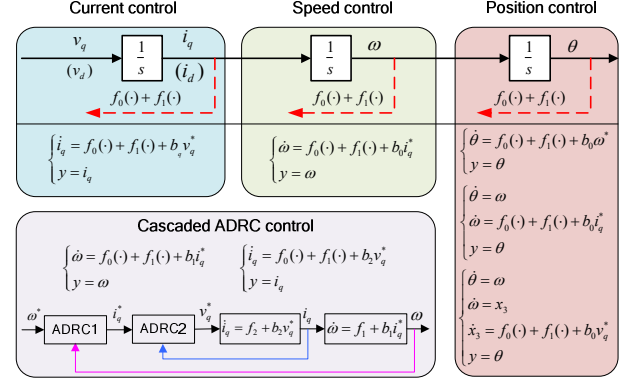 Current control
v_q
(v_d)
1/s
i_q
(i_d)
f_0(·) + f_1(·)
i̇_q = f_0(·) + f_1(·) + b_q v_q^*
y = i_q
Speed control
1/s
ω
f_0(·) + f_1(·)
ω̇ = f_0(·) + f_1(·) + b_0 i_q^*
y = ω
Position control
1/s
θ
f_0(·) + f_1(·)
θ̇ = f_0(·) + f_1(·) + b_0 ω^*
y = θ
θ̇ = ω
ω̇ = f_0(·) + f_1(·) + b_0 i_q^*
y = θ
θ̇ = ω
ω̇ = x_3
ẋ_3 = f_0(·) + f_1(·) + b_0 v_q^*
y = θ
Cascaded ADRC control
ω̇ = f_0(·) + f_1(·) + b_1 i_q^*
y = ω
i̇_q = f_0(·) + f_1(·) + b_2 v_q^*
y = i_q
ω^*
ADRC1
i_q^*
ADRC2
v_q^*
i̇_q = f_2 + b_2 v_q^*
i_q
ω̇ = f_1 + b_1 i_q^*
ω